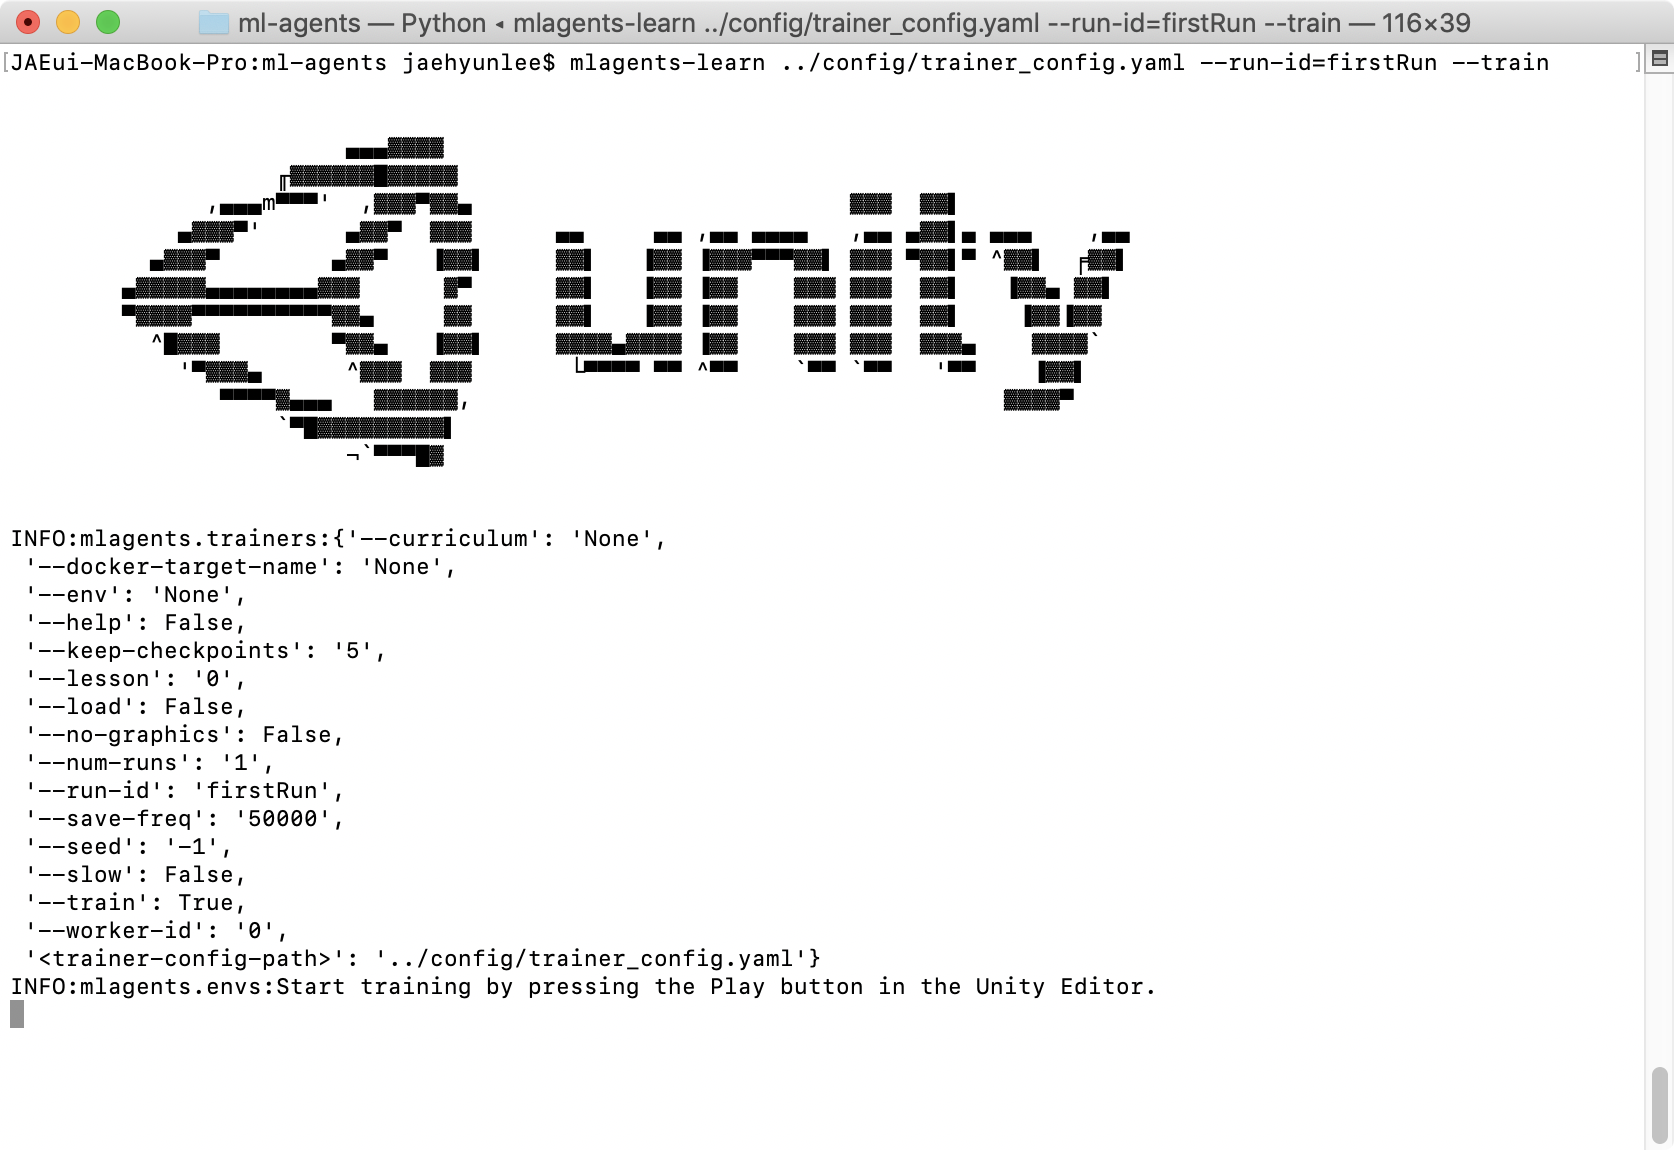 ml-agents — Python ◂ mlagents-learn ../config/trainer_config.yaml --run-id=firstRun --train — 116×39
[JAEui-MacBook-Pro:ml-agents jaehyunlee$ mlagents-learn ../config/trainer_config.yaml --run-id=firstRun --train ]
unity
INFO:mlagents.trainers:{'--curriculum': 'None',
'--docker-target-name': 'None',
'--env': 'None',
'--help': False,
'--keep-checkpoints': '5',
'--lesson': '0',
'--load': False,
'--no-graphics': False,
'--num-runs': '1',
'--run-id': 'firstRun',
'--save-freq': '50000',
'--seed': '-1',
'--slow': False,
'--train': True,
'--worker-id': '0',
'<trainer-config-path>': '../config/trainer_config.yaml'}
INFO:mlagents.envs:Start training by pressing the Play button in the Unity Editor.